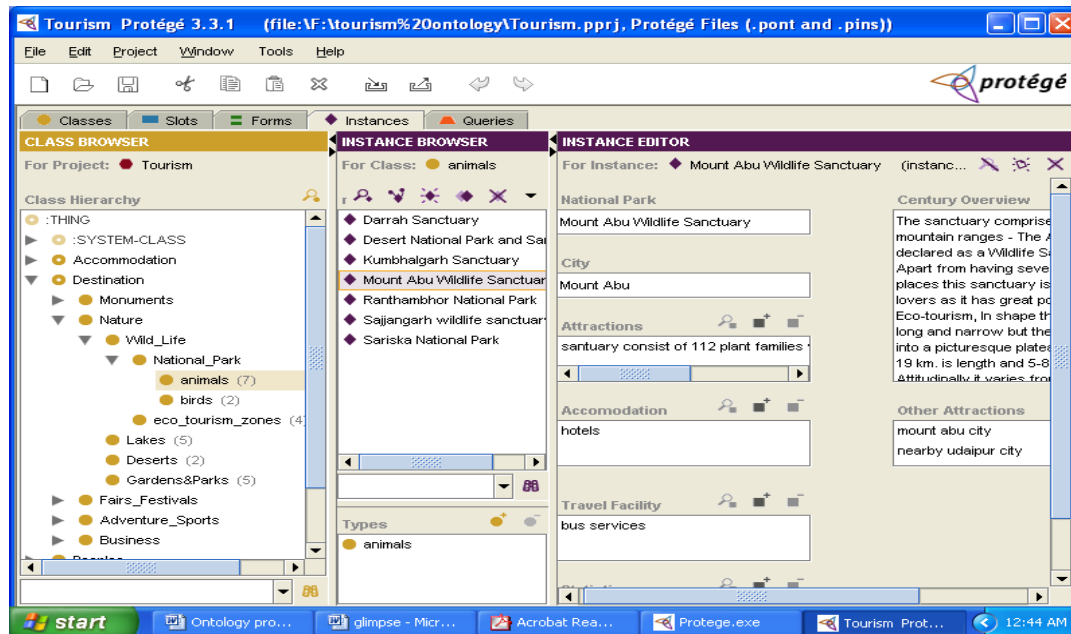 Tourism Protégé 3.3.1 (file:\F:\tourism%20ontology\Tourism.pprj, Protégé Files (.pont and .pins))
File Edit Project Window Tools Help
protégé
Classes Slots Forms Instances Queries
CLASS BROWSER
For Project: Tourism
Class Hierarchy
:THING
:SYSTEM-CLASS
Accommodation
Destination
Monuments
Nature
Wild_Life
National_Park
animals (7)
birds (2)
eco_tourism_zones (4
Lakes (5)
Deserts (2)
Gardens&Parks (5)
Fairs_Festivals
Adventure_Sports
Business
INSTANCE BROWSER
For Class: animals
Darrah Sanctuary
Desert National Park and Sa
Kumbhalgarh Sanctuary
Mount Abu Wildlife Sanctuar
Ranthambhor National Park
Sajjangarh wildlife sanctuar
Sariska National Park
Types
animals
INSTANCE EDITOR
For Instance: Mount Abu Wildlife Sanctuary (instanc...
National Park
Mount Abu Wildlife Sanctuary
City
Mount Abu
Attractions
santuary consist of 112 plant families
Accomodation
hotels
Travel Facility
bus services
Century Overview
The sanctuary comprise
mountain ranges - The A
declared as a Wildlife S
Apart from having seve
places this sanctuary is
lovers as it has great po
Eco-tourism, In shape th
long and narrow but the
into a picturesque plate
19 km. is length and 5-8
Attitudinally it varies fro
Other Attractions
mount abu city
nearby udaipur city
start Ontology pro... glimpse - Micr... Acrobat Rea... Protege.exe Tourism Prot... 12:44 AM